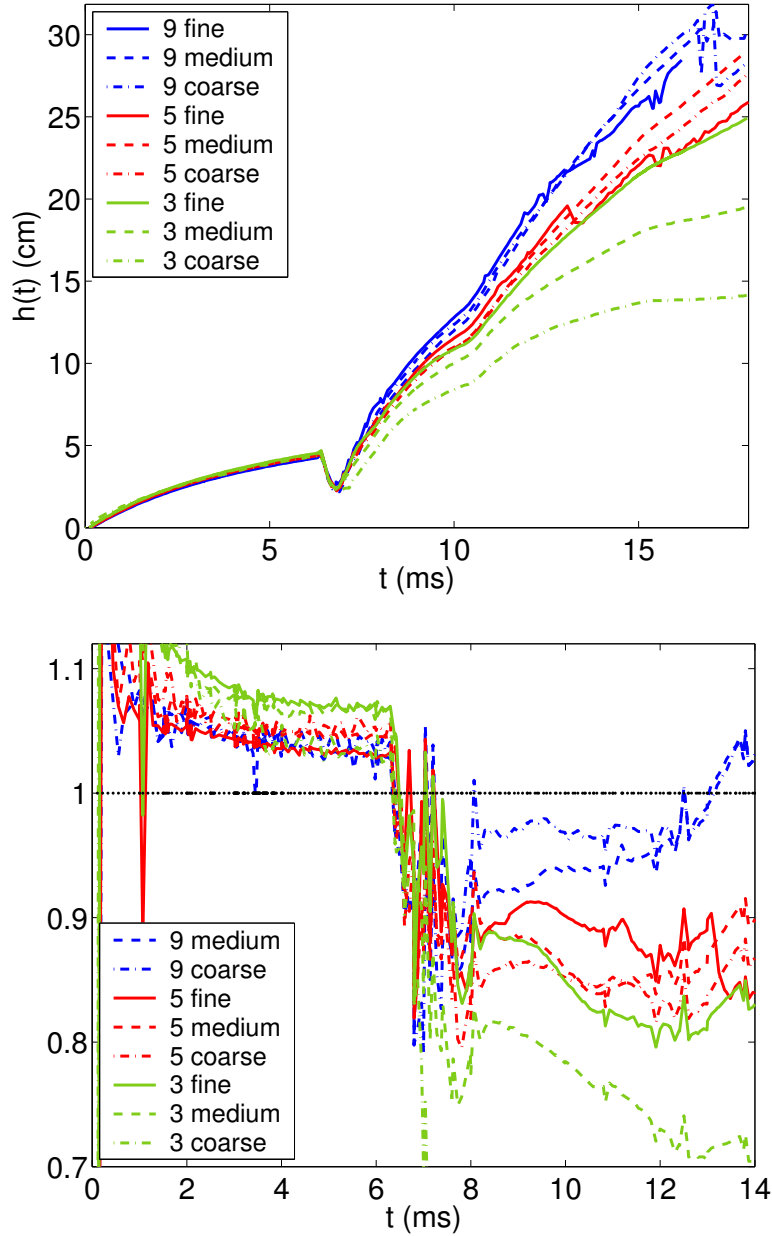 30
25
20
15
10
5
0
h(t) (cm)
9 fine
9 medium
9 coarse
5 fine
5 medium
5 coarse
3 fine
3 medium
3 coarse
0 5 10 15
t (ms)
1.1
1
0.9
0.8
0.7
9 medium
9 coarse
5 fine
5 medium
5 coarse
3 fine
3 medium
3 coarse
0 2 4 6 8 10 12 14
t (ms)